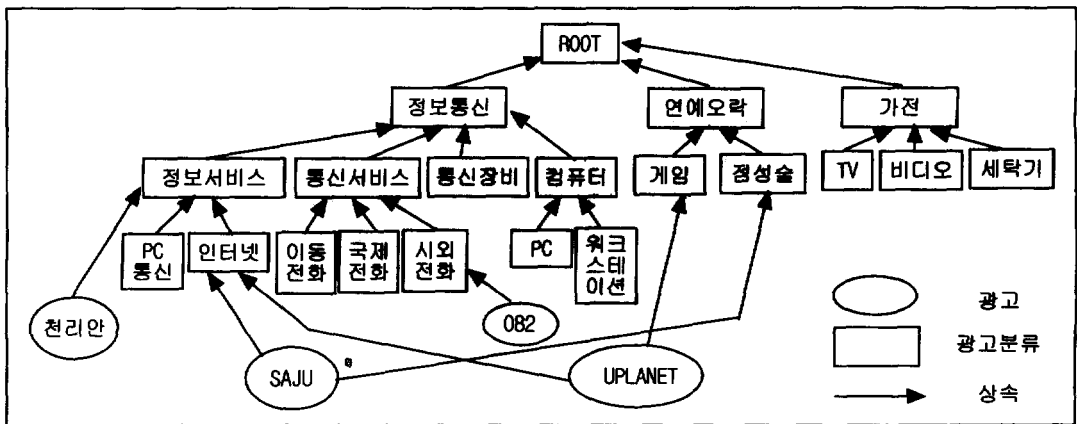 ROOT
정보통신
연예오락
가전
정보서비스
통신서비스
통신장비
컴퓨터
게임
점성술
TV
비디오
세탁기
PC
통신
인터넷
이동
전화
국제
전화
시외
전화
PC
워크
스테
이션
천리안
082
SAJU
UPLANET
광고
광고분류
상속